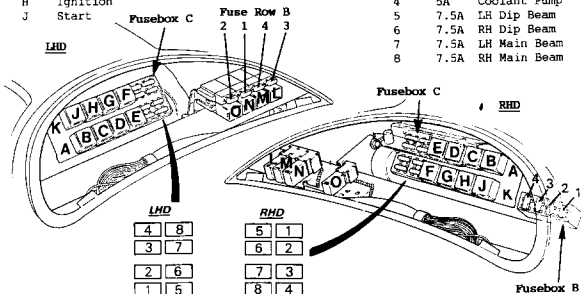 H Ignition
J Start
4 5A Coolant Pump
5 7.5A LH Dip Beam
6 7.5A RH Dip Beam
7 7.5A LH Main Beam
8 7.5A RH Main Beam
LHD
Fusebox C
Fuse Row B
2 1 4 3
K J H G F
A B C D E
O N M L
Fusebox C
RHD
E D C B A
F G H J K
L M N O
4 3 2 1
Fusebox B
LHD
4 8
3 7
2 6
1 5
RHD
5 1
6 2
7 3
8 4